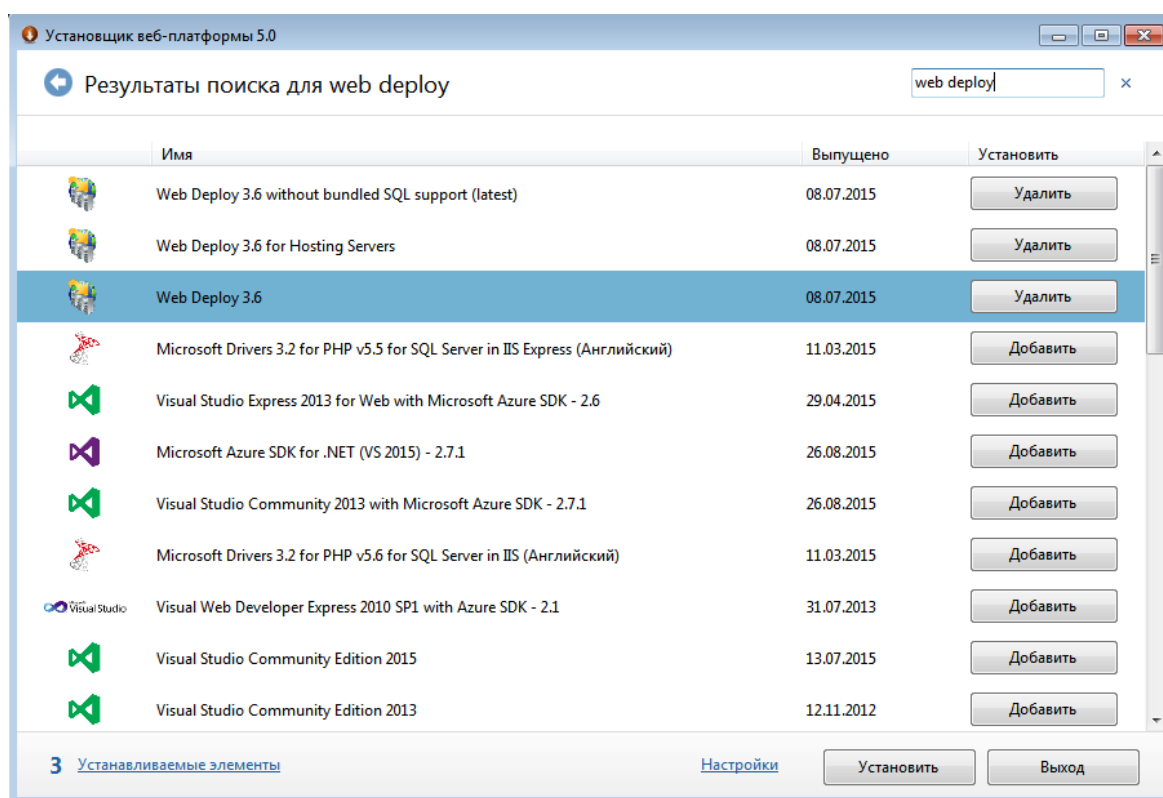 Установщик веб-платформы 5.0
Результаты поиска для web deploy
web deploy
Имя Выпущено Установить
Web Deploy 3.6 without bundled SQL support (latest) 08.07.2015 Удалить
Web Deploy 3.6 for Hosting Servers 08.07.2015 Удалить
Web Deploy 3.6 08.07.2015 Удалить
Microsoft Drivers 3.2 for PHP v5.5 for SQL Server in IIS Express (Английский) 11.03.2015 Добавить
Visual Studio Express 2013 for Web with Microsoft Azure SDK - 2.6 29.04.2015 Добавить
Microsoft Azure SDK for .NET (VS 2015) - 2.7.1 26.08.2015 Добавить
Visual Studio Community 2013 with Microsoft Azure SDK - 2.7.1 26.08.2015 Добавить
Microsoft Drivers 3.2 for PHP v5.6 for SQL Server in IIS (Английский) 11.03.2015 Добавить
Visual Studio Visual Web Developer Express 2010 SP1 with Azure SDK - 2.1 31.07.2013 Добавить
Visual Studio Community Edition 2015 13.07.2015 Добавить
Visual Studio Community Edition 2013 12.11.2012 Добавить
3 Устанавливаемые элементы Настройки Установить Выход